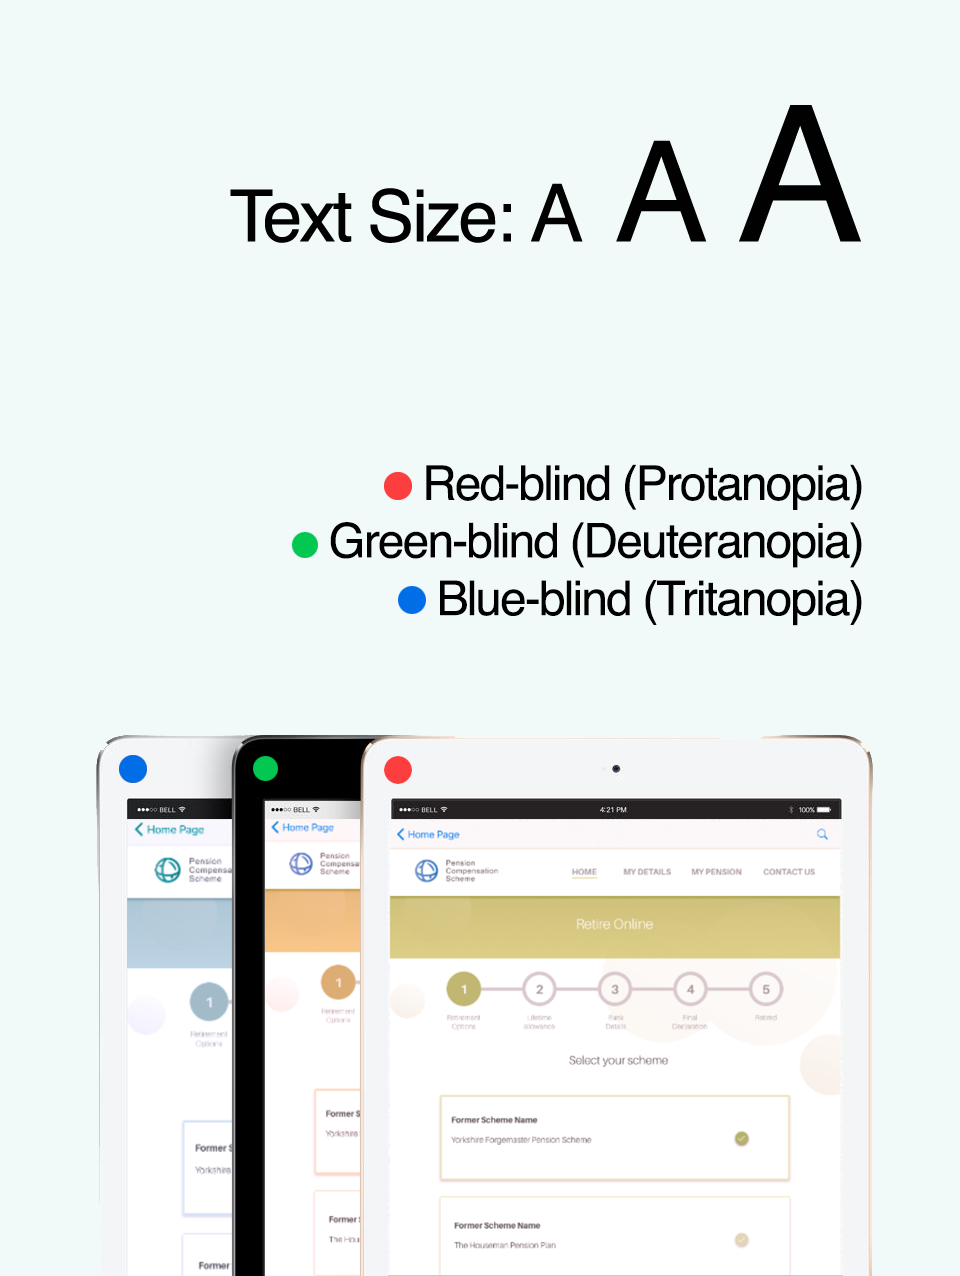 Text Size: A A A
Red-blind (Protanopia)
Green-blind (Deuteranopia)
Blue-blind (Tritanopia)
BELL
Home Page
Pension
Compensation
Scheme
1
Retirement
Options
Former S
Yorkshire
Former
BELL
Home Page
Pension
Compensa
Scheme
1
Retirement
Options
Former S
Yorkshire
Former
The Hou
BELL 4:21 PM 100%
Home Page
Pension
Compensation
Scheme
HOME MY DETAILS MY PENSION CONTACT US
Retire Online
1 2 3 4 5
Retirement
Options
Lifetime
allowance
Bank
Details
Final
Declaration
Retired
Select your scheme
Former Scheme Name
Yorkshire Forgemaster Pension Scheme
Former Scheme Name
The Houseman Pension Plan